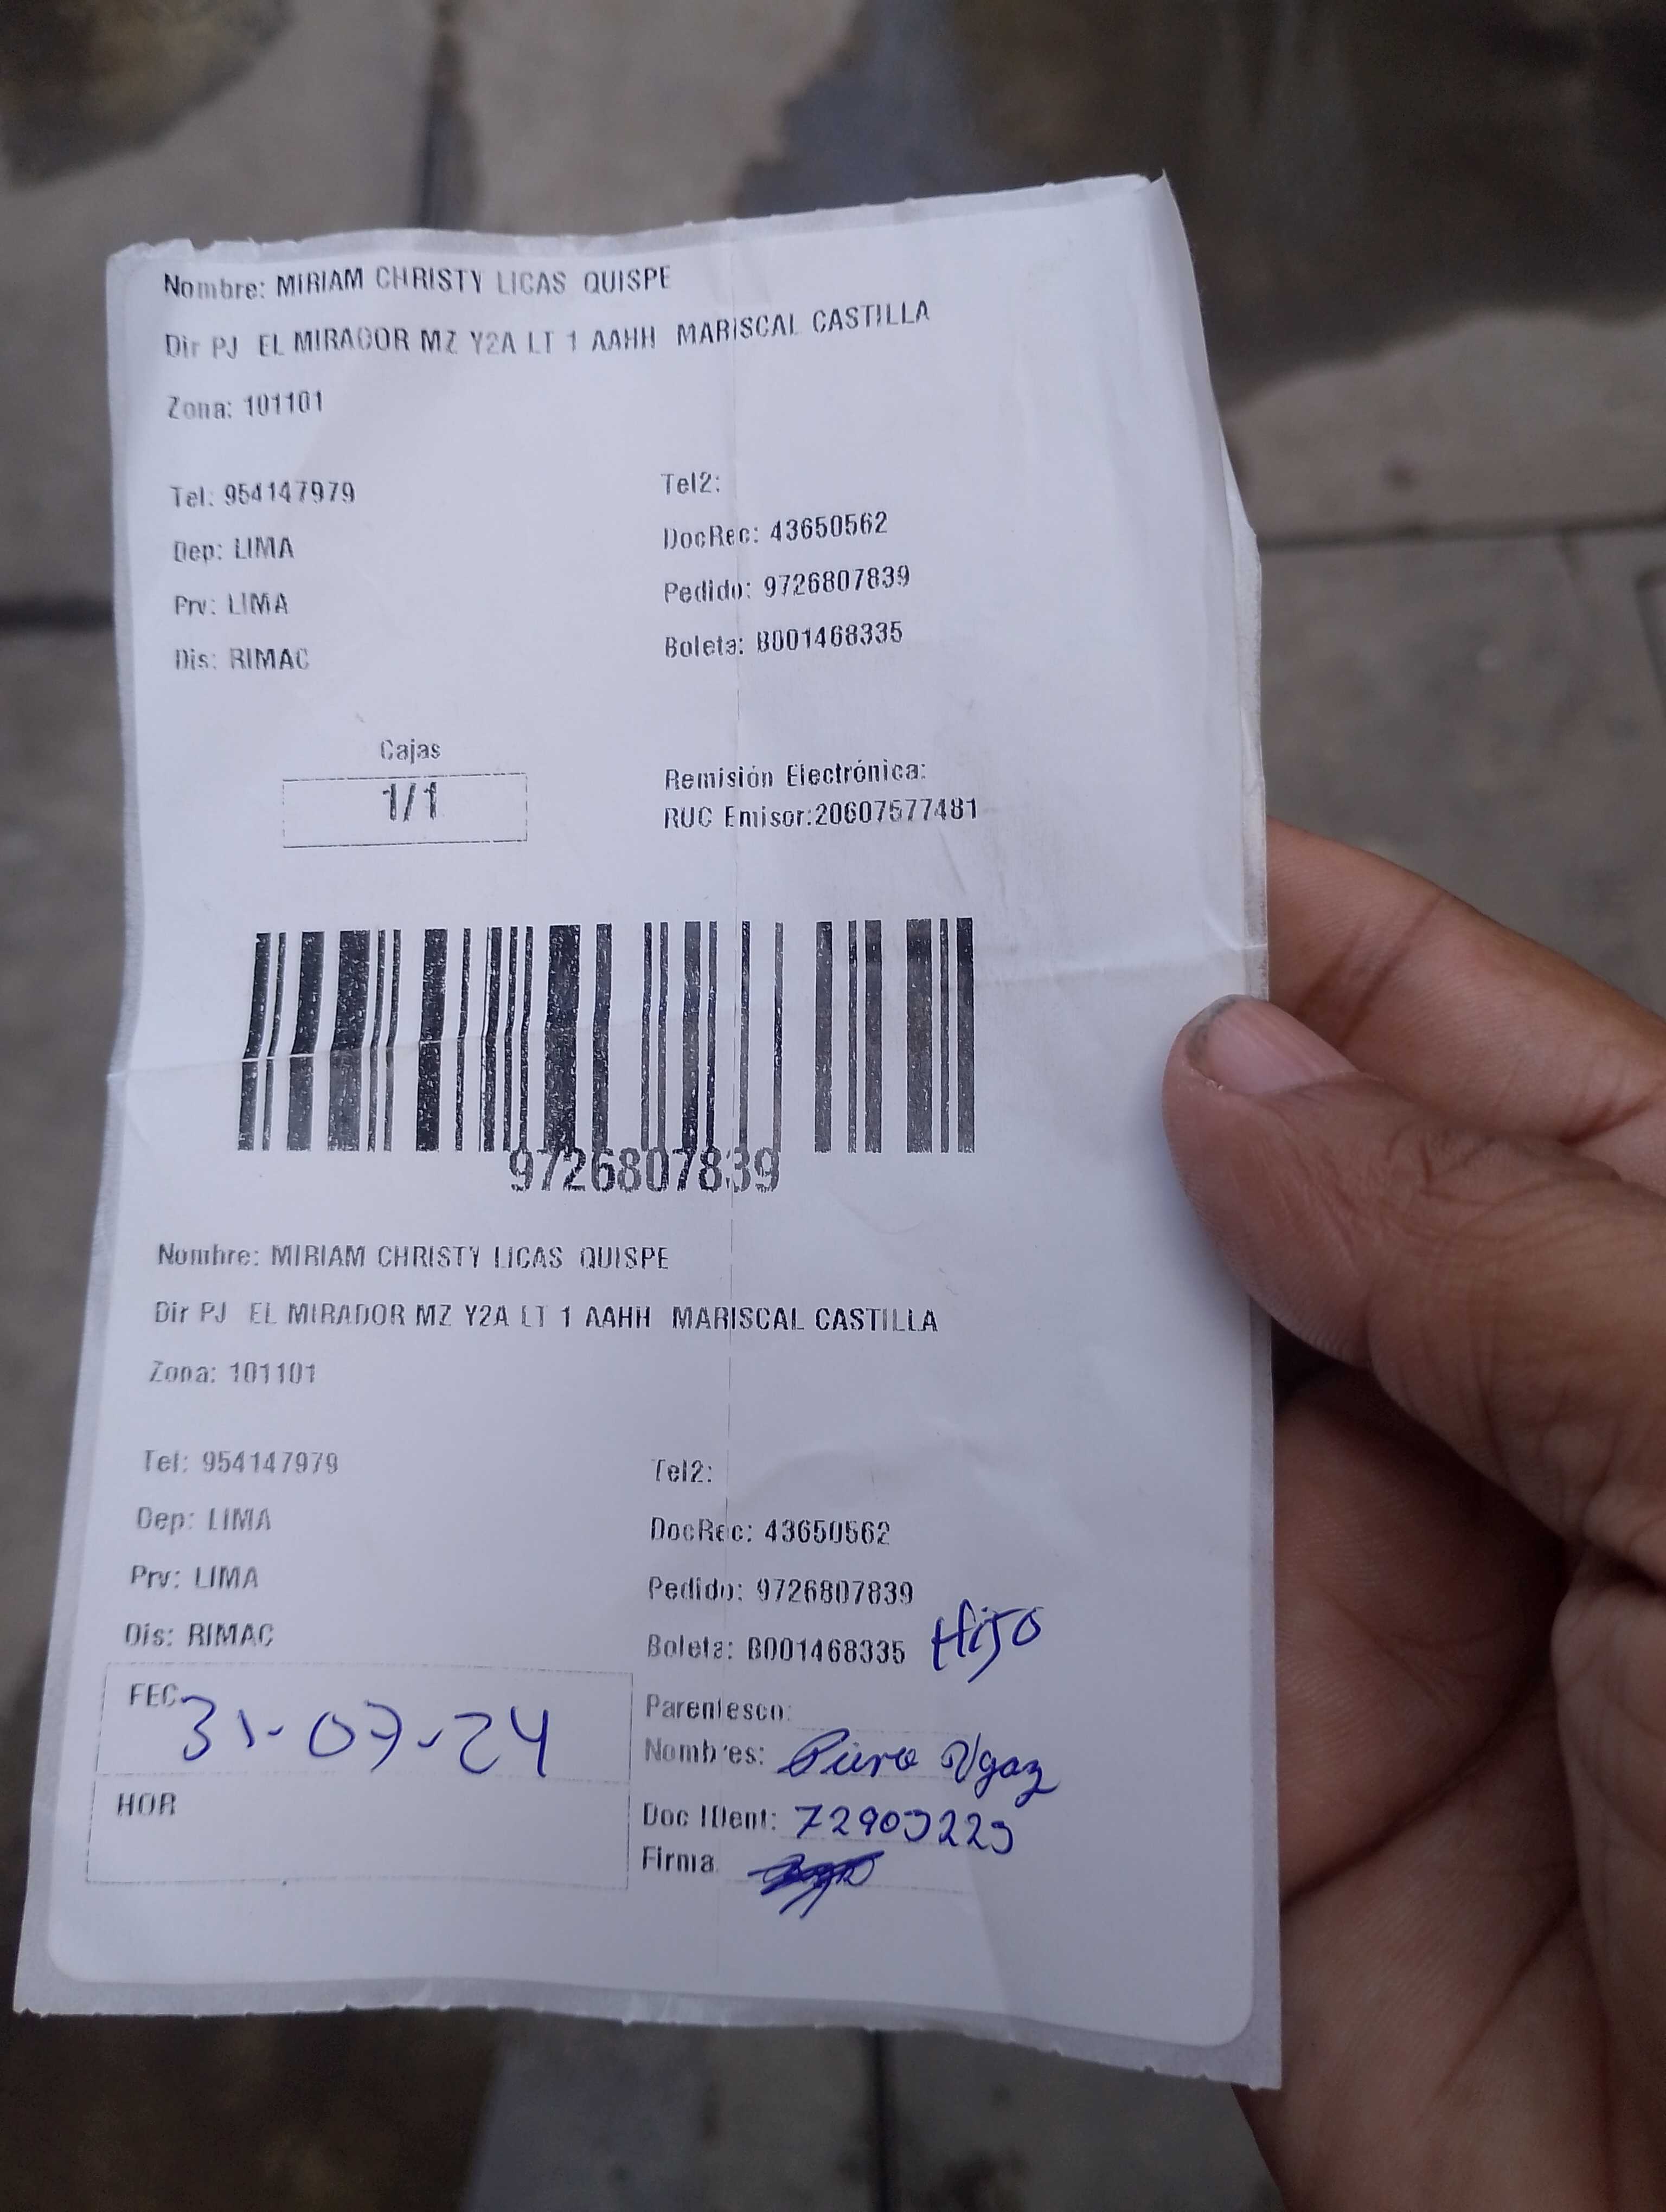 Nombre: MIRIAM CHRISTY LICAS QUISPE
Dir PJ EL MIRADOR MZ Y2A LT 1 AAHH MARISCAL CASTILLA
Zona: 101101
Tel: 954147979
Tel2:
Dep: LIMA
DocRec: 43650562
Prv: LIMA
Pedido: 9726807839
Dis: RIMAC
Boleta: B001468335
Cajas
1/1
Remisión Electrónica:
RUC Emisor:20607577481
9726807839
Nombre: MIRIAM CHRISTY LICAS QUISPE
Dir PJ EL MIRADOR MZ Y2A LT 1 AAHH MARISCAL CASTILLA
Zona: 101101
Tel: 954147979
Tel2:
Dep: LIMA
DocRec: 43650562
Prv: LIMA
Pedido: 9726807839
Dis: RIMAC
Boleta: B001468335
Hijo
FEC
31-07-24
HOR
Parentesco:
Nombres: Piero Ugaz
Doc IDent: 72909229
Firma